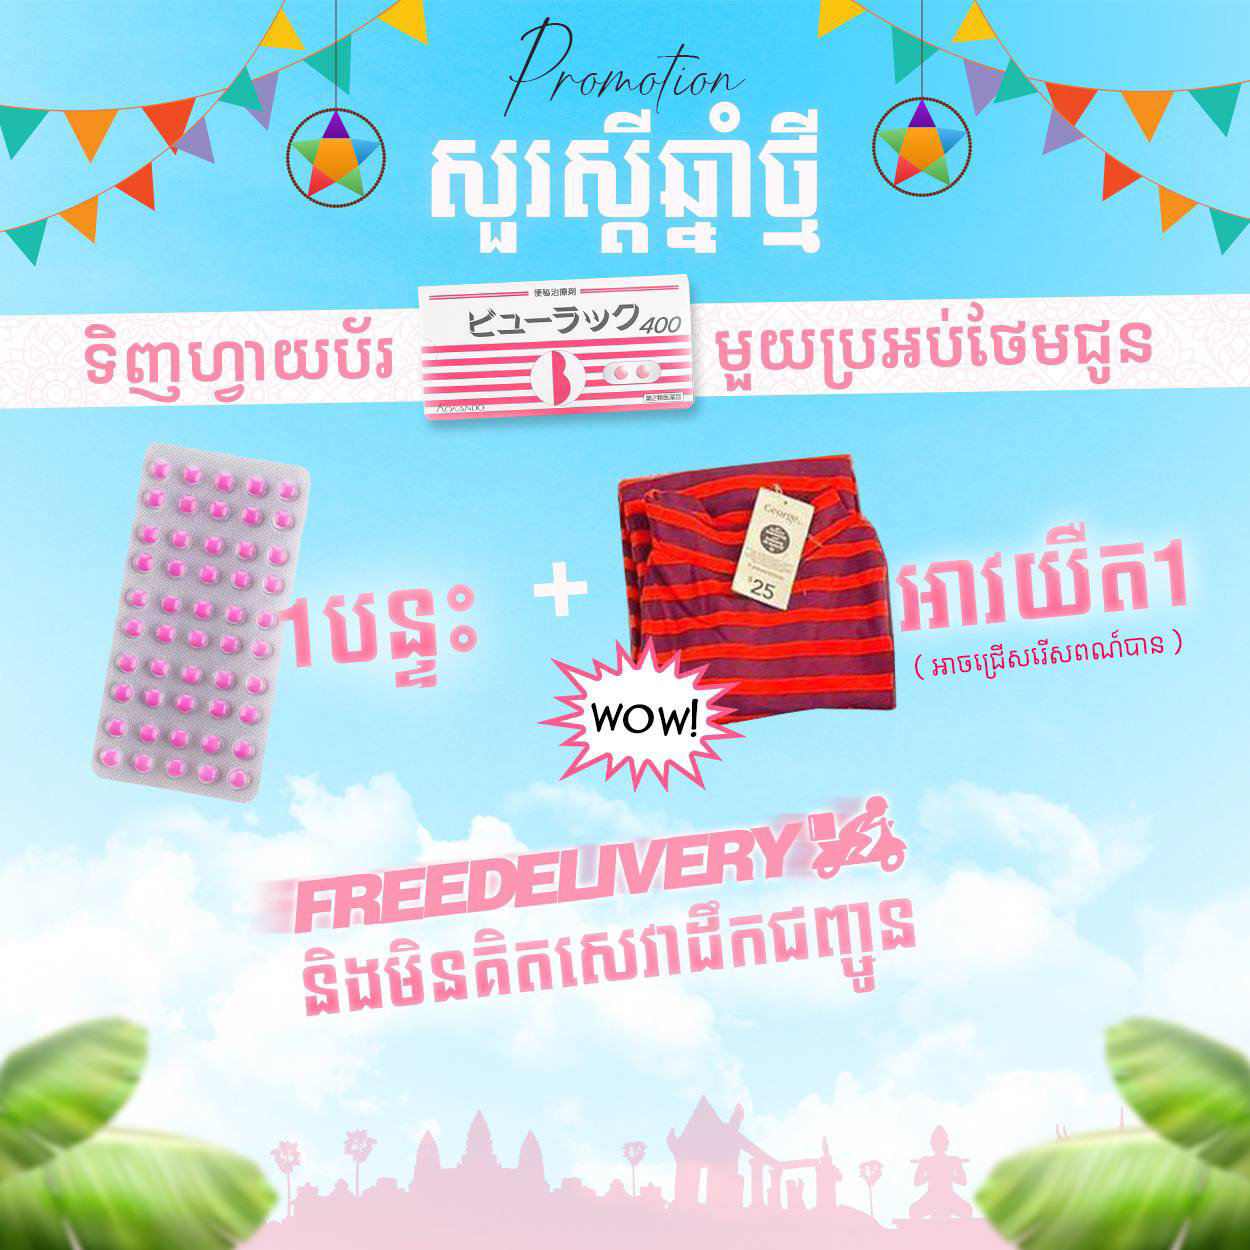 Promotion
សួរស្តីឆ្នាំថ្មី
便秘治療剤
ビューラック400
AOKANDO
第2類医薬品
ទិញហ្វាយប័រ
មួយប្រអប់ថែមជូន
1បន្ទះ
+
George.
$25
អាវយឺត1
( អាចជ្រើសរើសពណ៍បាន )
WOW!
FREEDELIVERY
និងមិនគិតសេវាដឹកជញ្ជូន